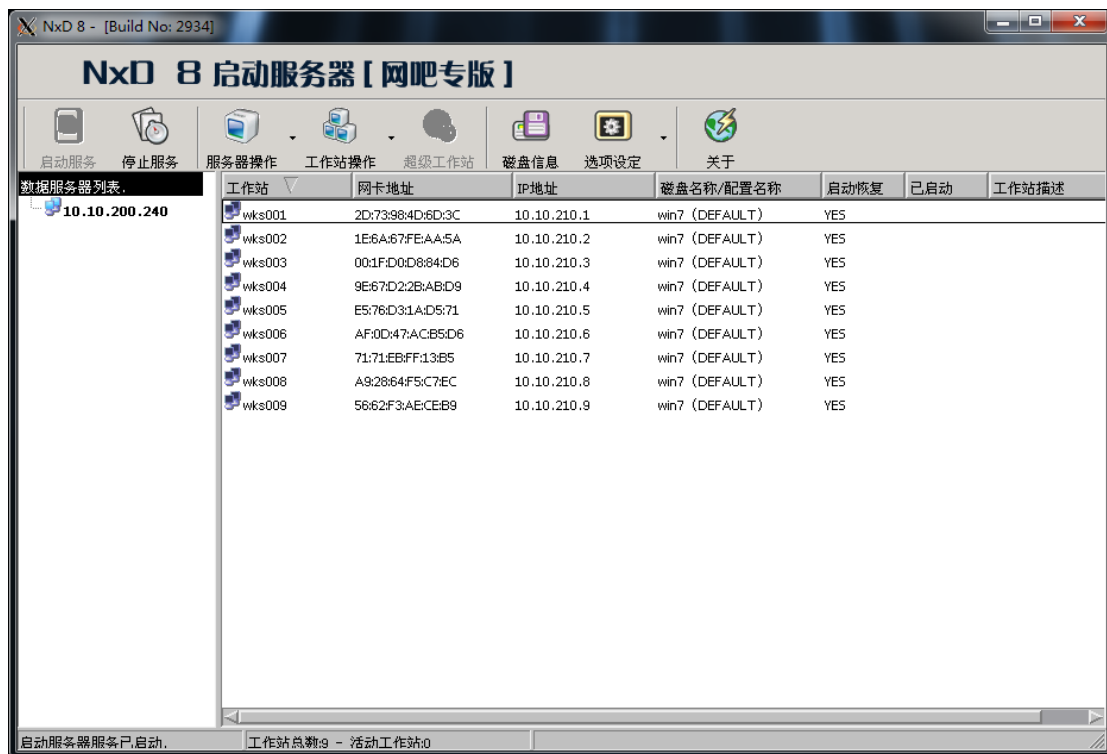 NxD 8 - [Build No: 2934]
NxD 8 启动服务器 [ 网吧专版 ]
启动服务 停止服务 服务器操作 工作站操作 超级工作站 磁盘信息 选项设定 关于
数据服务器列表.
10.10.200.240
工作站 网卡地址 IP地址 磁盘名称/配置名称 启动恢复 已启动 工作站描述
wks001 2D:73:98:4D:6D:3C 10.10.210.1 win7 (DEFAULT) YES
wks002 1E:6A:67:FE:AA:5A 10.10.210.2 win7 (DEFAULT) YES
wks003 00:1F:D0:D8:84:D6 10.10.210.3 win7 (DEFAULT) YES
wks004 9E:67:D2:2B:AB:D9 10.10.210.4 win7 (DEFAULT) YES
wks005 E5:76:D3:1A:D5:71 10.10.210.5 win7 (DEFAULT) YES
wks006 AF:0D:47:AC:B5:D6 10.10.210.6 win7 (DEFAULT) YES
wks007 71:71:EB:FF:13:B5 10.10.210.7 win7 (DEFAULT) YES
wks008 A9:28:64:F5:C7:EC 10.10.210.8 win7 (DEFAULT) YES
wks009 56:62:F3:AE:CE:B9 10.10.210.9 win7 (DEFAULT) YES
启动服务器服务已启动. 工作站总数:9 - 活动工作站:0